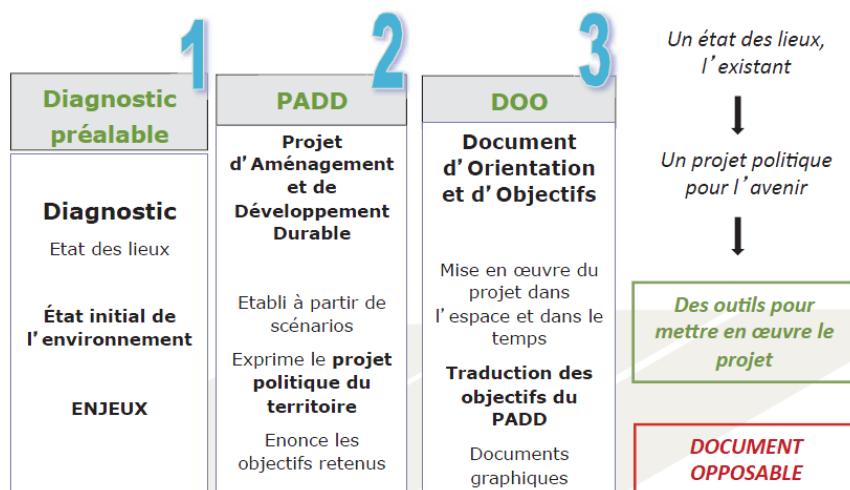 1
Diagnostic
préalable
Diagnostic
Etat des lieux
État initial de
l'environnement
ENJEUX
2
PADD
Projet
d'Aménagement
et de
Développement
Durable
Etabli à partir de
scénarios
Exprime le projet
politique du
territoire
Enonce les
objectifs retenus
3
DOO
Document
d'Orientation
et d'Objectifs
Mise en œuvre du
projet dans
l'espace et dans le
temps
Traduction des
objectifs du
PADD
Documents
graphiques
Un état des lieux,
l'existant
Un projet politique
pour l'avenir
Des outils pour
mettre en œuvre le
projet
DOCUMENT
OPPOSABLE